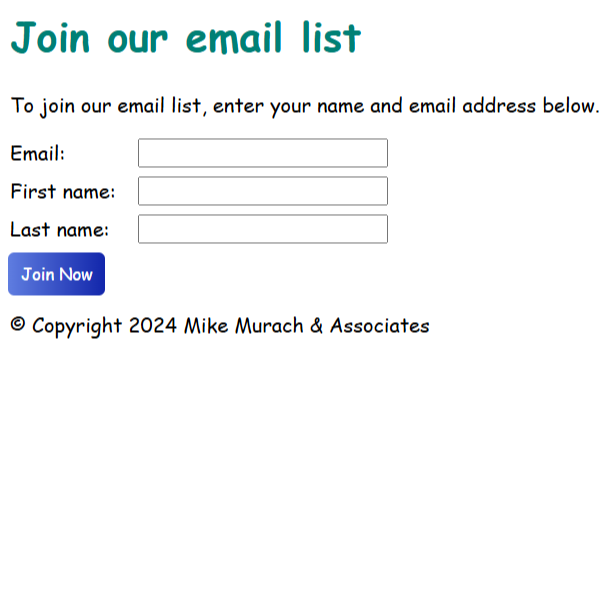 Join our email list
To join our email list, enter your name and email address below.
Email:
First name:
Last name:
Join Now
© Copyright 2024 Mike Murach & Associates